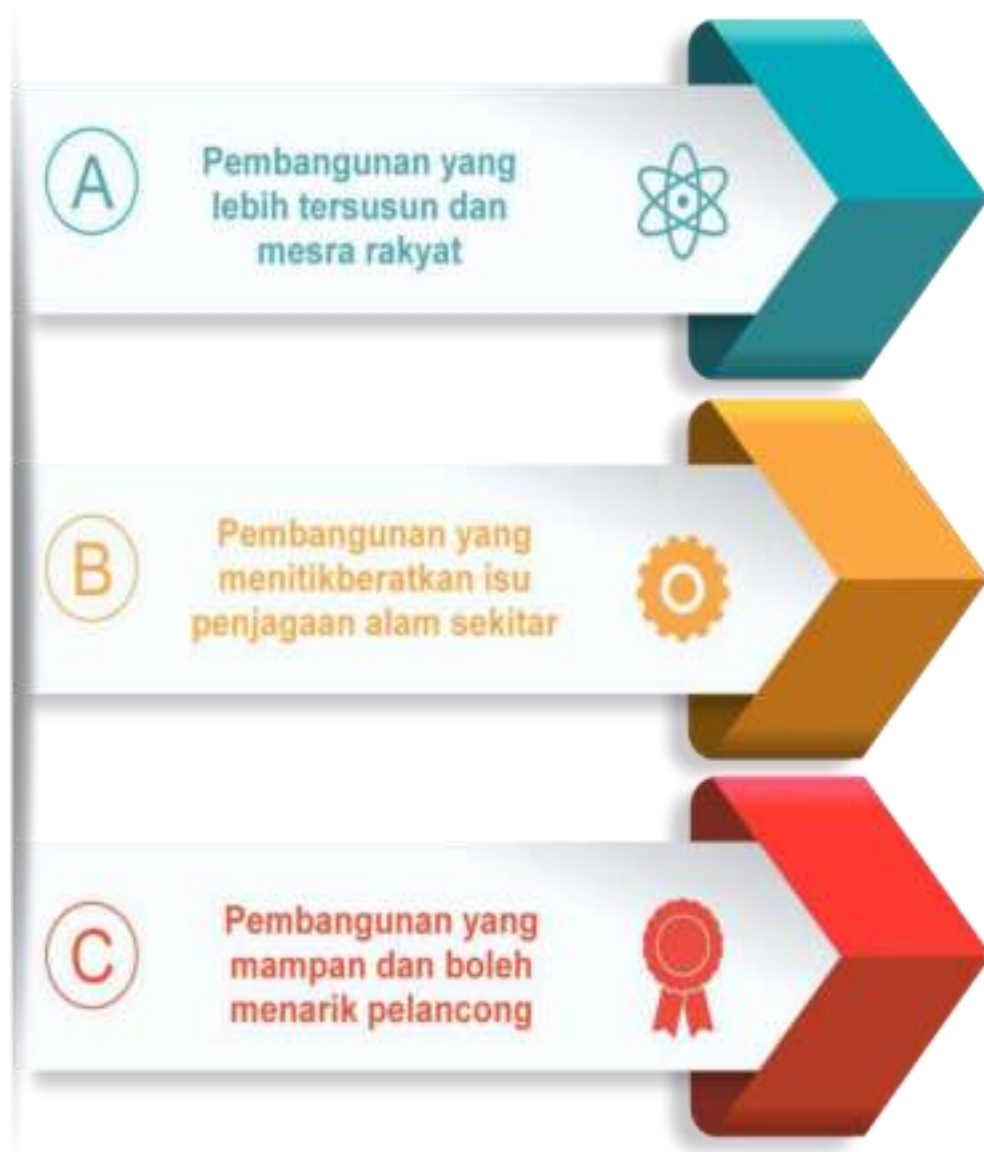 A
Pembangunan yang
lebih tersusun dan
mesra rakyat
B
Pembangunan yang
menitikberatkan isu
penjagaan alam sekitar
C
Pembangunan yang
mampan dan boleh
menarik pelancong